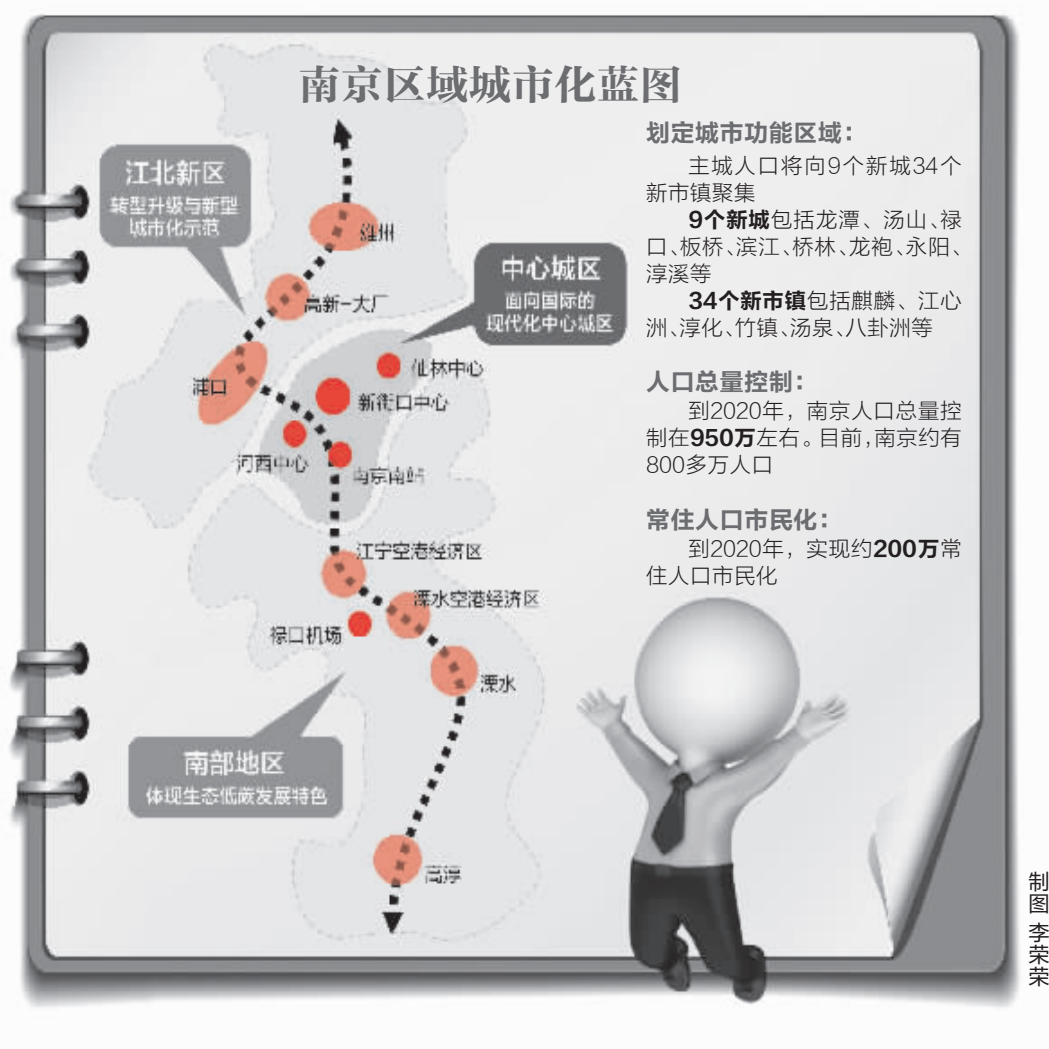 南京区域城市化蓝图
江北新区
转型升级与新型
城市化示范
雄州
高新-大厂
中心城区
面向国际的
现代化中心城区
浦口
仙林中心
新街口中心
河西中心
南京南站
江宁空港经济区
溧水空港经济区
禄口机场
溧水
南部地区
体现生态低碳发展特色
高淳
划定城市功能区域：
主城人口将向9个新城34个
新市镇聚集
9个新城包括龙潭、汤山、禄
口、板桥、滨江、桥林、龙袍、永阳、
淳溪等
34个新市镇包括麒麟、江心
洲、淳化、竹镇、汤泉、八卦洲等
人口总量控制：
到2020年，南京人口总量控
制在950万左右。目前，南京约有
800多万人口
常住人口市民化：
到2020年，实现约200万常
住人口市民化
制图 李荣荣